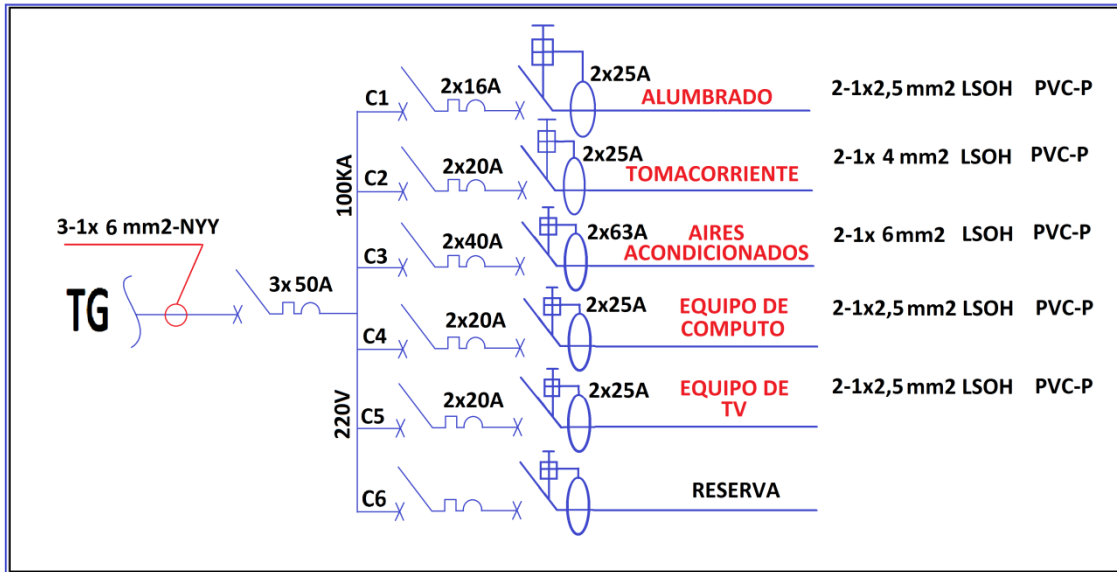 2x25A
2x16A
C1
ALUMBRADO
2-1x2,5 mm2 LSOH PVC-P
2x25A
2x20A
C2
TOMACORRIENTE
2-1x 4 mm2 LSOH PVC-P
100KA
3-1x 6 mm2-NYY
2x63A
2x40A
C3
AIRES
ACONDICIONADOS
2-1x 6mm2 LSOH PVC-P
TG
3x50A
2x25A
2x20A
C4
EQUIPO DE
COMPUTO
2-1x2,5 mm2 LSOH PVC-P
220V
2x25A
2x20A
C5
EQUIPO DE
TV
2-1x2,5 mm2 LSOH PVC-P
C6
RESERVA